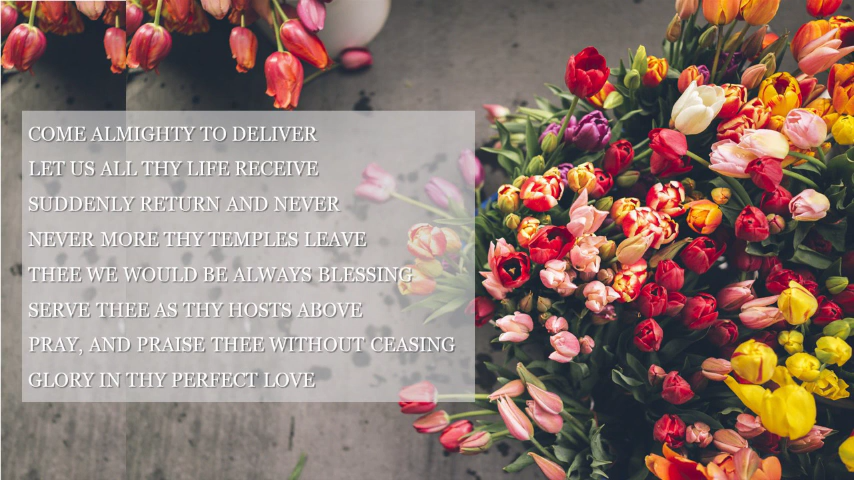 COME ALMIGHTY TO DELIVER
LET US ALL THY LIFE RECEIVE
SUDDENLY RETURN AND NEVER
NEVER MORE THY TEMPLES LEAVE
THEE WE WOULD BE ALWAYS BLESSING
SERVE THEE AS THY HOSTS ABOVE
PRAY, AND PRAISE THEE WITHOUT CEASING
GLORY IN THY PERFECT LOVE